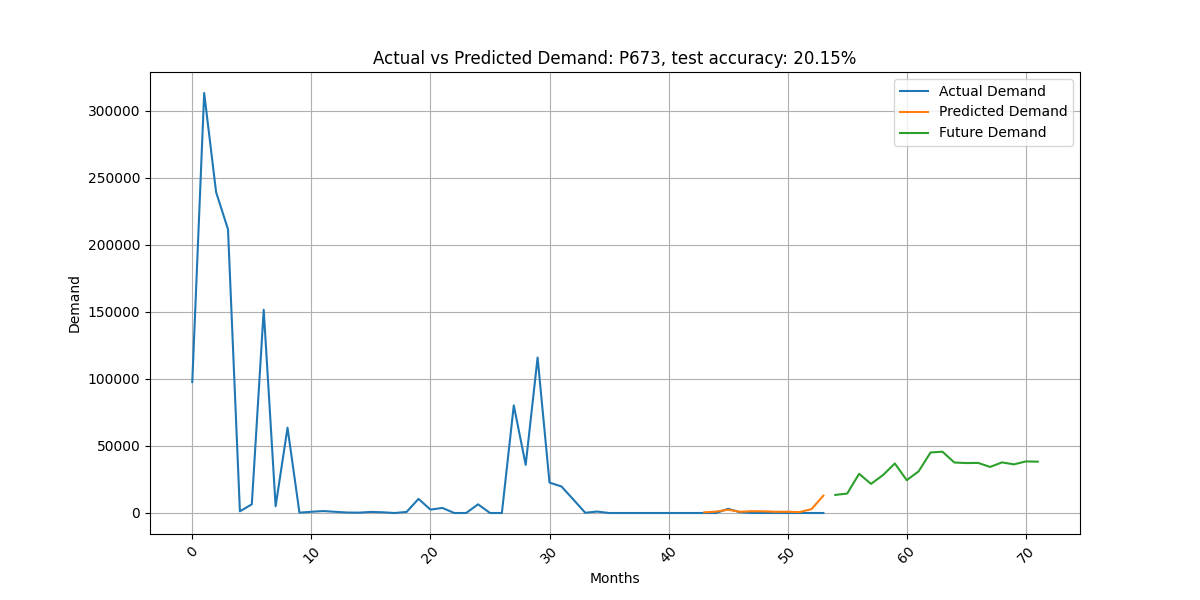 Actual vs Predicted Demand: P673, test accuracy: 20.15%
Actual Demand
Predicted Demand
Future Demand
300000
250000
200000
150000
100000
50000
0
Demand
0 10 20 30 40 50 60 70
Months